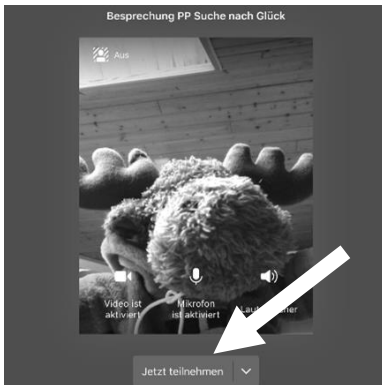 Besprechung PP Suche nach Glück
Aus
Video ist
aktiviert
Mikrofon
ist aktiviert
Jetzt teilnehmen